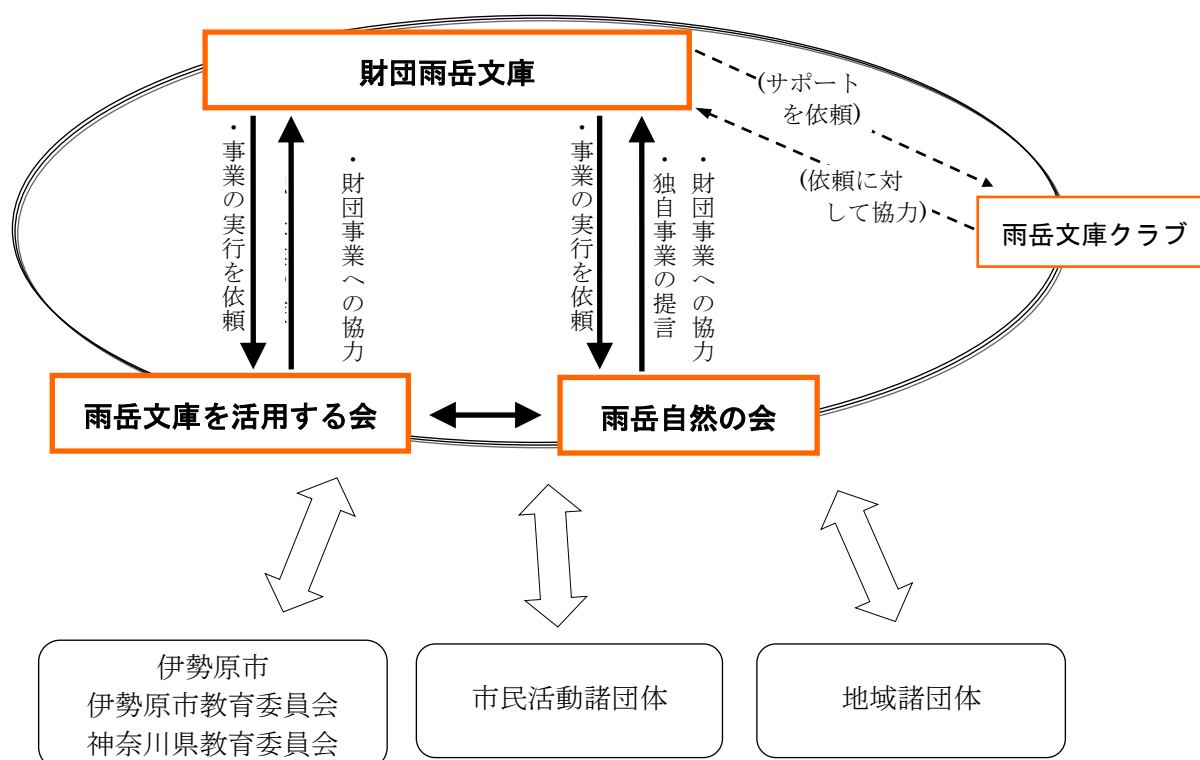 財団雨岳文庫
(サポート
を依頼)
(依頼に対
して協力)
雨岳文庫クラブ
・事業の実行を依頼
・財団事業への協力
・事業の実行を依頼
・財団事業への協力
・独自事業の提言
雨岳文庫を活用する会
雨岳自然の会
伊勢原市
伊勢原市教育委員会
神奈川県教育委員会
市民活動諸団体
地域諸団体